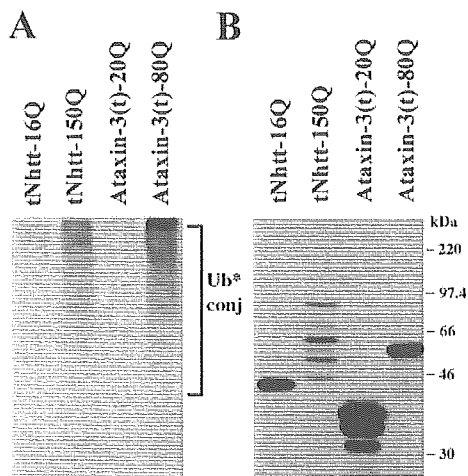 A
tNhtt-16Q
tNhtt-150Q
Ataxin-3(t)-20Q
Ataxin-3(t)-80Q
Ub*
conj
B
tNhtt-16Q
tNhtt-150Q
Ataxin-3(t)-20Q
Ataxin-3(t)-80Q
kDa
- 220
- 97.4
- 66
- 46
- 30